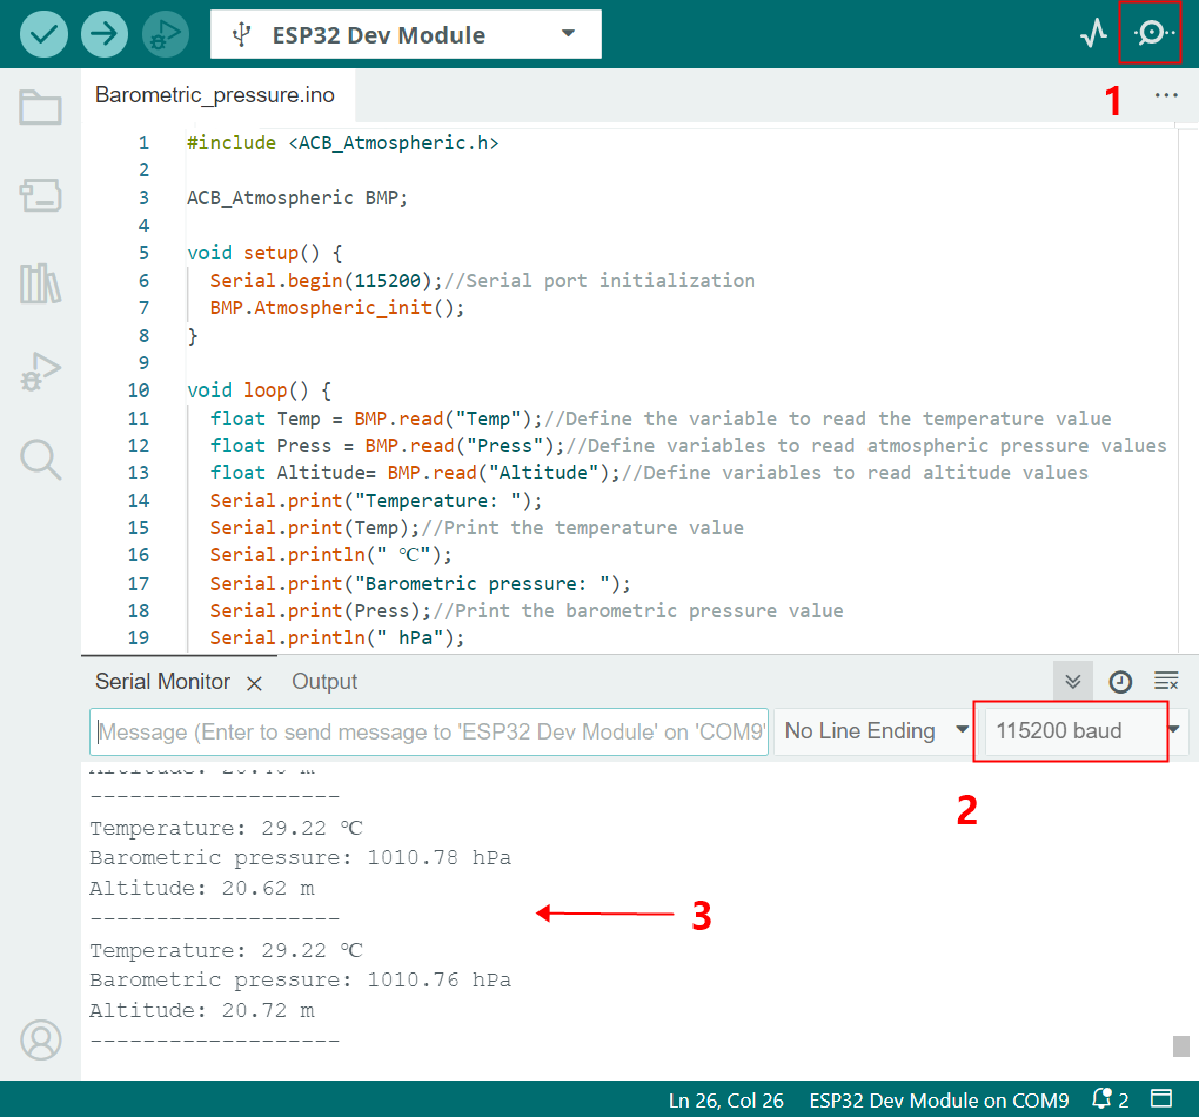 ESP32 Dev Module
Barometric_pressure.ino
1
...
1 #include <ACB_Atmospheric.h>
2
3 ACB_Atmospheric BMP;
4
5 void setup() {
6 Serial.begin(115200);//Serial port initialization
7 BMP.Atmospheric_init();
8 }
9
10 void loop() {
11 float Temp = BMP.read("Temp");//Define the variable to read the temperature value
12 float Press = BMP.read("Press");//Define variables to read atmospheric pressure values
13 float Altitude= BMP.read("Altitude");//Define variables to read altitude values
14 Serial.print("Temperature: ");
15 Serial.print(Temp);//Print the temperature value
16 Serial.println(" ℃");
17 Serial.print("Barometric pressure: ");
18 Serial.print(Press);//Print the barometric pressure value
19 Serial.println(" hPa");
Serial Monitor × Output
Message (Enter to send message to 'ESP32 Dev Module' on 'COM9' No Line Ending 115200 baud
2
-------------------
Temperature: 29.22 ℃
Barometric pressure: 1010.78 hPa
Altitude: 20.62 m
-------------------
3
Temperature: 29.22 ℃
Barometric pressure: 1010.76 hPa
Altitude: 20.72 m
-------------------
Ln 26, Col 26 ESP32 Dev Module on COM9 2